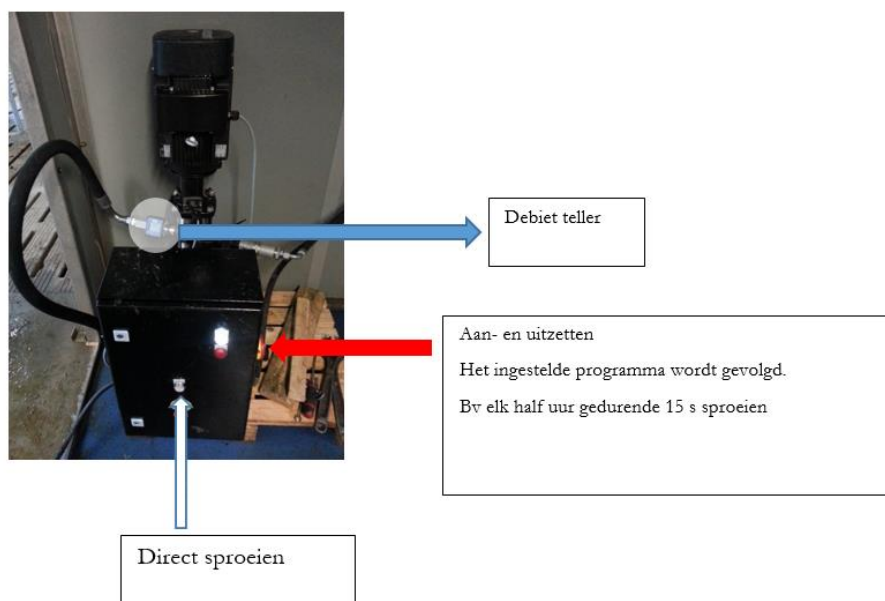 Debiet teller
Aan- en uitzetten
Het ingestelde programma wordt gevolgd.
Bv elk half uur gedurende 15 s sproeien
Direct sproeien